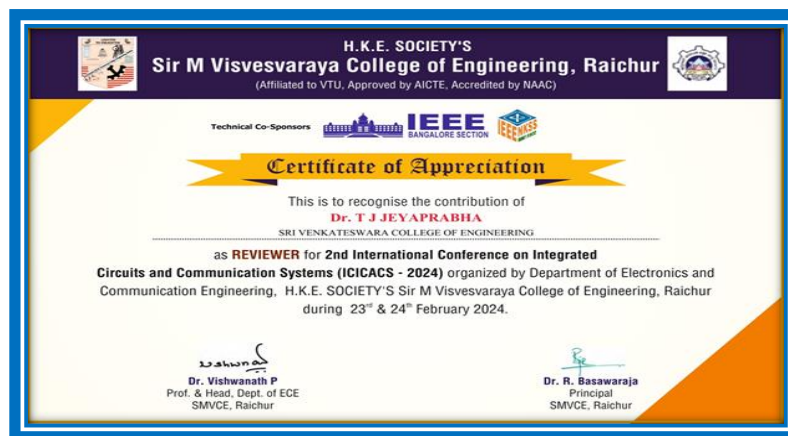 H.K.E. SOCIETY'S
Sir M Visvesvaraya College of Engineering, Raichur
(Affiliated to VTU, Approved by AICTE, Accredited by NAAC)
Technical Co-Sponsors
IEEE
BANGALORE SECTION
IEEE NKSS
Certificate of Appreciation
This is to recognise the contribution of
Dr. T J JEYAPRABHA
SRI VENKATESWARA COLLEGE OF ENGINEERING
as REVIEWER for 2nd International Conference on Integrated
Circuits and Communication Systems (ICICACS - 2024) organized by Department of Electronics and
Communication Engineering, H.K.E. SOCIETY'S Sir M Visvesvaraya College of Engineering, Raichur
during 23rd & 24th February 2024.
Dr. Vishwanath P
Prof. & Head, Dept. of ECE
SMVCE, Raichur
Dr. R. Basawaraja
Principal
SMVCE, Raichur